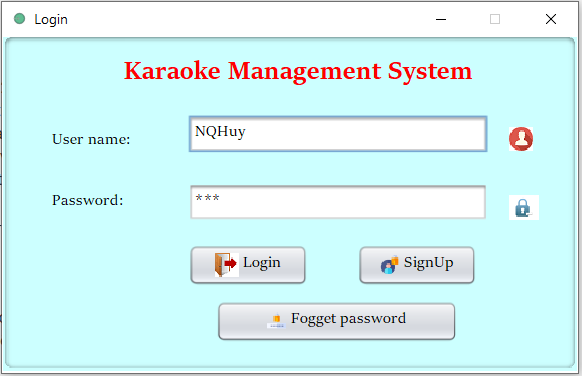 Login
Karaoke Management System
User name:
NQHuy
Password:
***
Login
SignUp
Fogget password